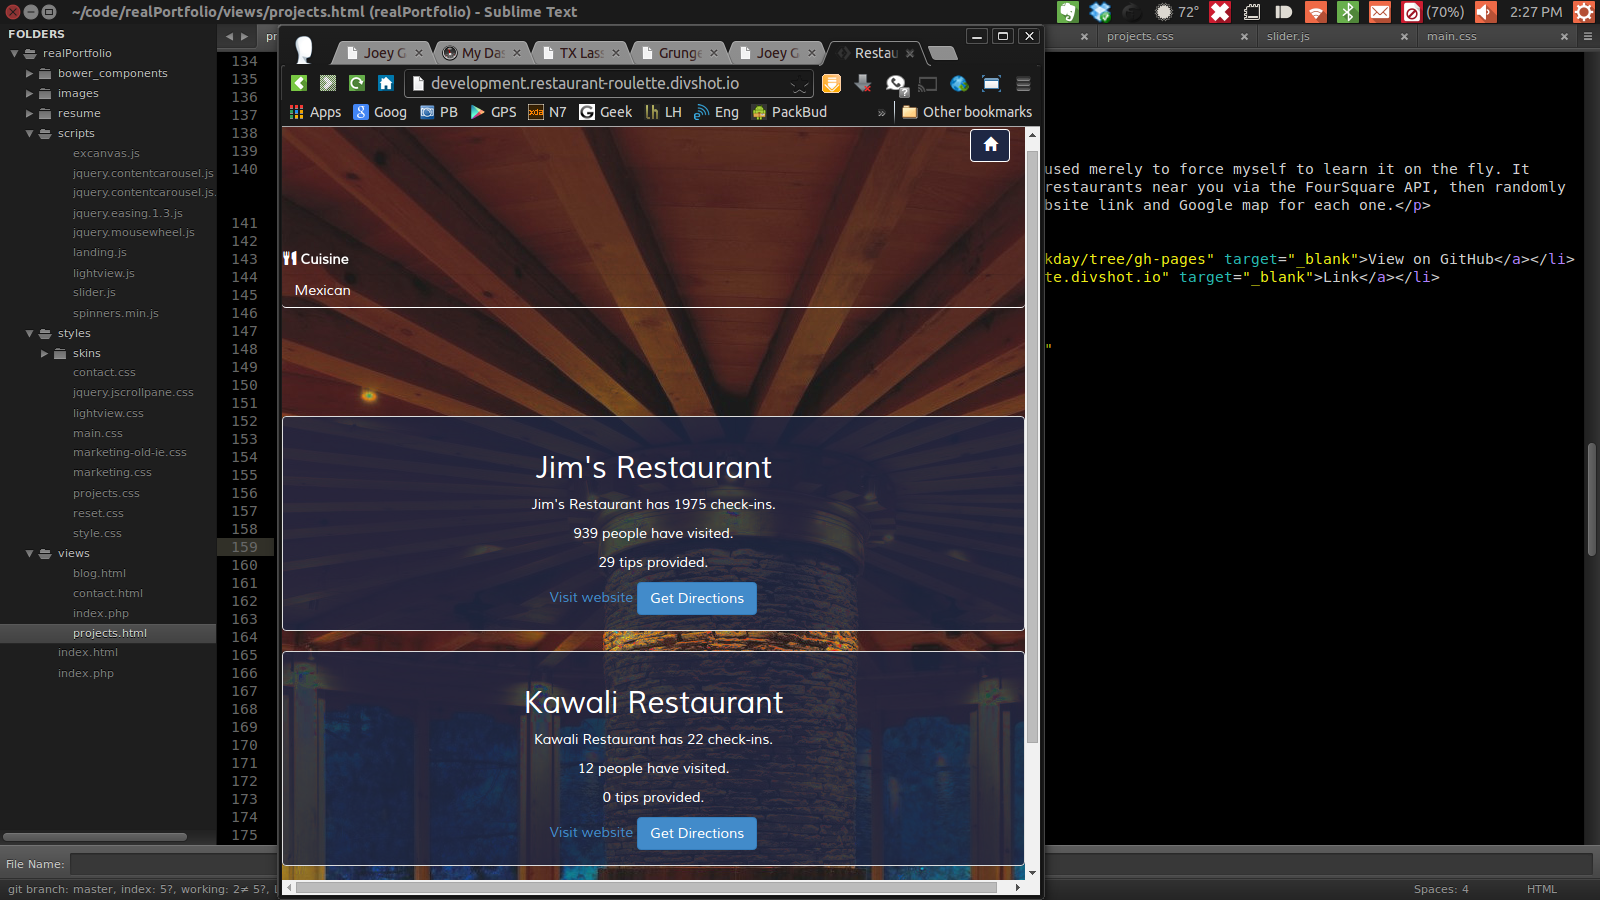 ~/code/realPortfolio/views/projects.html (realPortfolio) - Sublime Text
72°
(70%)
2:27 PM
FOLDERS
realPortfolio
bower_components
images
resume
scripts
excanvas.js
jquery.contentcarousel.js
jquery.contentcarousel.js
jquery.easing.1.3.js
jquery.mousewheel.js
landing.js
lightview.js
slider.js
spinners.min.js
styles
skins
contact.css
jquery.jscrollpane.css
lightview.css
main.css
marketing-old-ie.css
marketing.css
projects.css
reset.css
style.css
views
blog.html
contact.html
index.php
projects.html
index.html
index.php
projects.css
slider.js
main.css
134
135
136
137
138
139
140
141
142
143
144
145
146
147
148
149
150
151
152
153
154
155
156
157
158
159
160
161
162
163
164
165
166
167
168
169
170
171
172
173
174
175
Joey G
My Das
TX Lass
Grunge
Joey G
Restau
development.restaurant-roulette.divshot.io
Apps
Goog
PB
GPS
xda N7
G Geek
lh LH
Eng
PackBud
»
Other bookmarks
Cuisine
Mexican
Jim's Restaurant
Jim's Restaurant has 1975 check-ins.
939 people have visited.
29 tips provided.
Visit website
Get Directions
Kawali Restaurant
Kawali Restaurant has 22 check-ins.
12 people have visited.
0 tips provided.
Visit website
Get Directions
used merely to force myself to learn it on the fly. It
restaurants near you via the FourSquare API, then randomly
bsite link and Google map for each one.</p>
kday/tree/gh-pages" target="_blank">View on GitHub</a></li>
te.divshot.io" target="_blank">Link</a></li>
"
File Name:
git branch: master, index: 5?, working: 2≠ 5?,
Spaces: 4
HTML